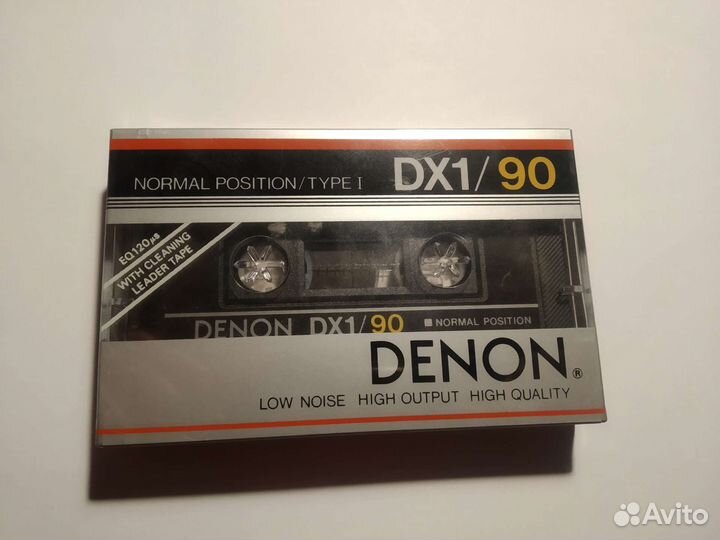 NORMAL POSITION/TYPE I DX1/90
EQ120µs
WITH CLEANING
LEADER TAPE
DENON DX1/90 ■ NORMAL POSITION
DENON®
LOW NOISE HIGH OUTPUT HIGH QUALITY
Avito